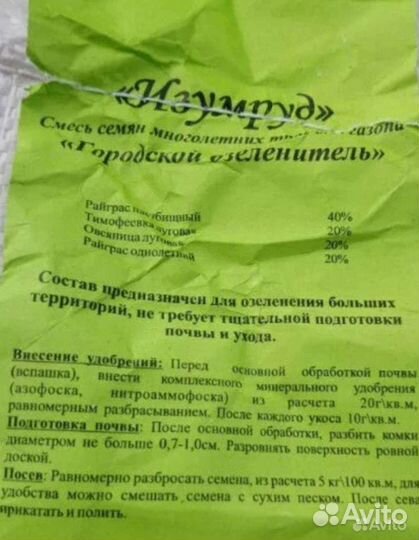 «Изумруд»
Смесь семян многолетних трав для газона
«Городской озеленитель»
Райграс пастбищный 40%
Тимофеевка луговая 20%
Овсяница луговая 20%
Райграс однолетний 20%
Состав предназначен для озеленения больших
территорий, не требует тщательной подготовки
почвы и ухода.
Внесение удобрений: Перед основной обработкой почвы
(вспашка), внести комплексного минерального удобрения
(азофоска, нитроаммофоска) из расчета 20г\кв.м,
равномерным разбрасыванием. После каждого укоса 10г\кв.м.
Подготовка почвы: После основной обработки, разбить комки
диаметром не больше 0,7-1,0см. Разровнять поверхность ровной
доской.
Посев: Равномерно разбросать семена, из расчета 5 кг\100 кв.м, для
удобства можно смешать семена с сухим песком. После сева
прикатать и полить.
Avito